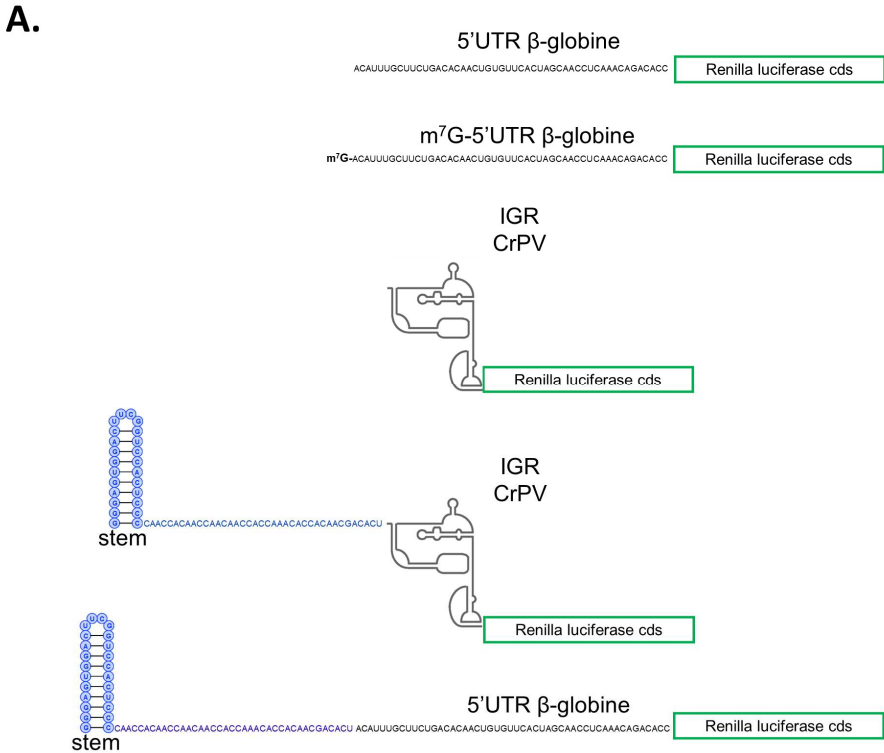 A.
5'UTR β-globine
ACAUUUGCUUCUGACACAACUGUGUUCACUAGCAACCUCAAACAGACACC Renilla luciferase cds
m⁷G-5'UTR β-globine
m⁷G-ACAUUUGCUUCUGACACAACUGUGUUCACUAGCAACCUCAAACAGACACC Renilla luciferase cds
IGR
CrPV
Renilla luciferase cds
U C
U G
C G
A U
G C
G C
U A
G C
A U
G C
G C
G C CAACCACAACCAACAACCACCAAACACCACAACGACACU
stem
IGR
CrPV
Renilla luciferase cds
U C
U G
C G
A U
G C
G C
U A
G C
A U
G C
G C
G C CAACCACAACCAACAACCACCAAACACCACAACGACACU ACAUUUGCUUCUGACACAACUGUGUUCACUAGCAACCUCAAACAGACACC Renilla luciferase cds
5'UTR β-globine
stem